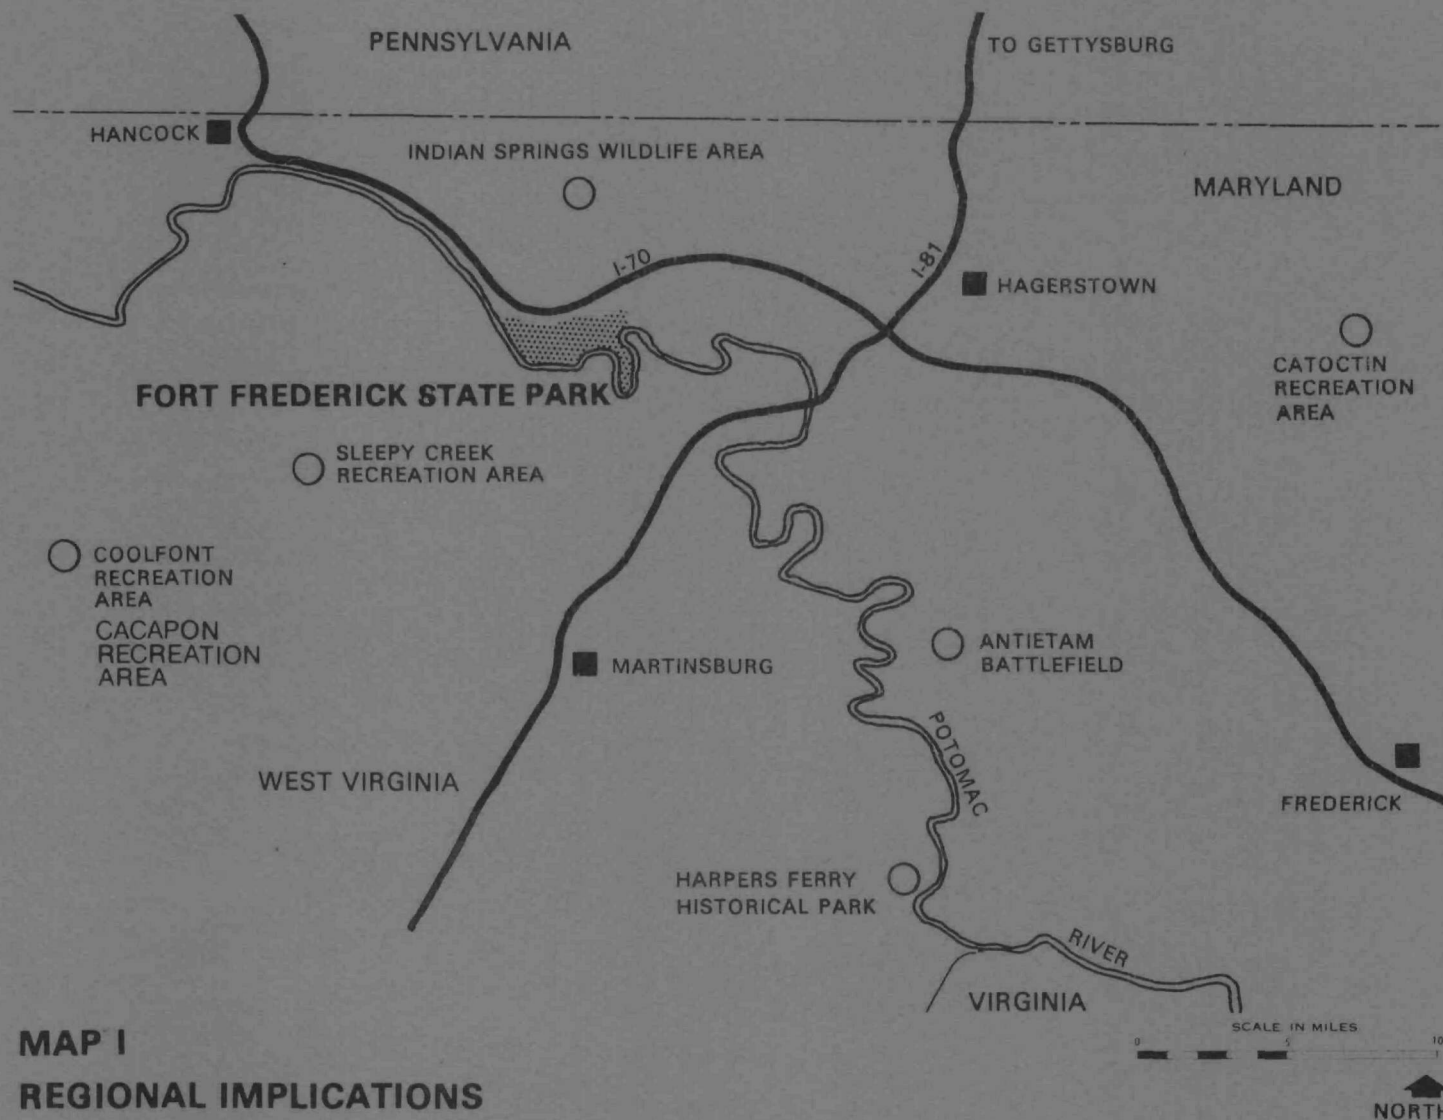 PENNSYLVANIA
TO GETTYSBURG
HANCOCK
INDIAN SPRINGS WILDLIFE AREA
MARYLAND
I-70
I-81
HAGERSTOWN
CATOCTIN
RECREATION
AREA
FORT FREDERICK STATE PARK
SLEEPY CREEK
RECREATION AREA
COOLFONT
RECREATION
AREA
CACAPON
RECREATION
AREA
MARTINSBURG
ANTIETAM
BATTLEFIELD
POTOMAC
WEST VIRGINIA
FREDERICK
HARPERS FERRY
HISTORICAL PARK
RIVER
VIRGINIA
SCALE IN MILES
0 5 10
MAP I
REGIONAL IMPLICATIONS
NORTH